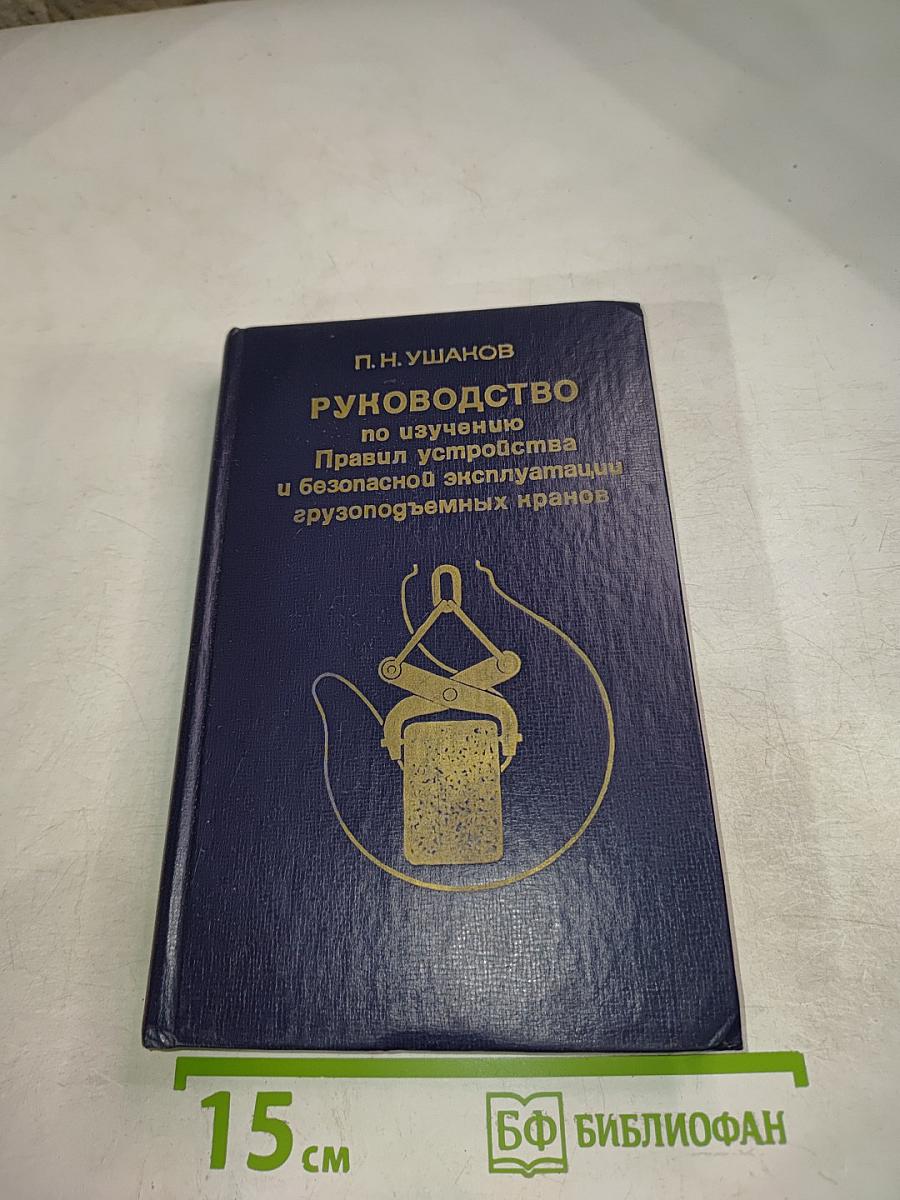 П. Н. УШАКОВ
РУКОВОДСТВО
по изучению
Правил устройства
и безопасной эксплуатации
грузоподъемных кранов
15 см
БФ БИБЛИОФАН